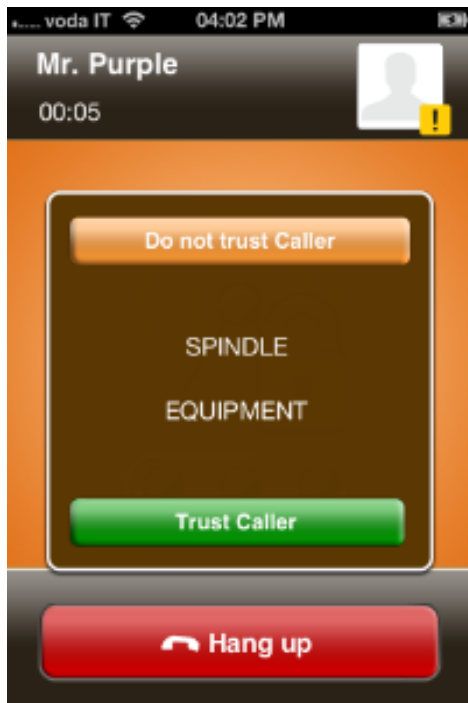 voda IT 04:02 PM
Mr. Purple
00:05
!
Do not trust Caller
SPINDLE
EQUIPMENT
Trust Caller
Hang up